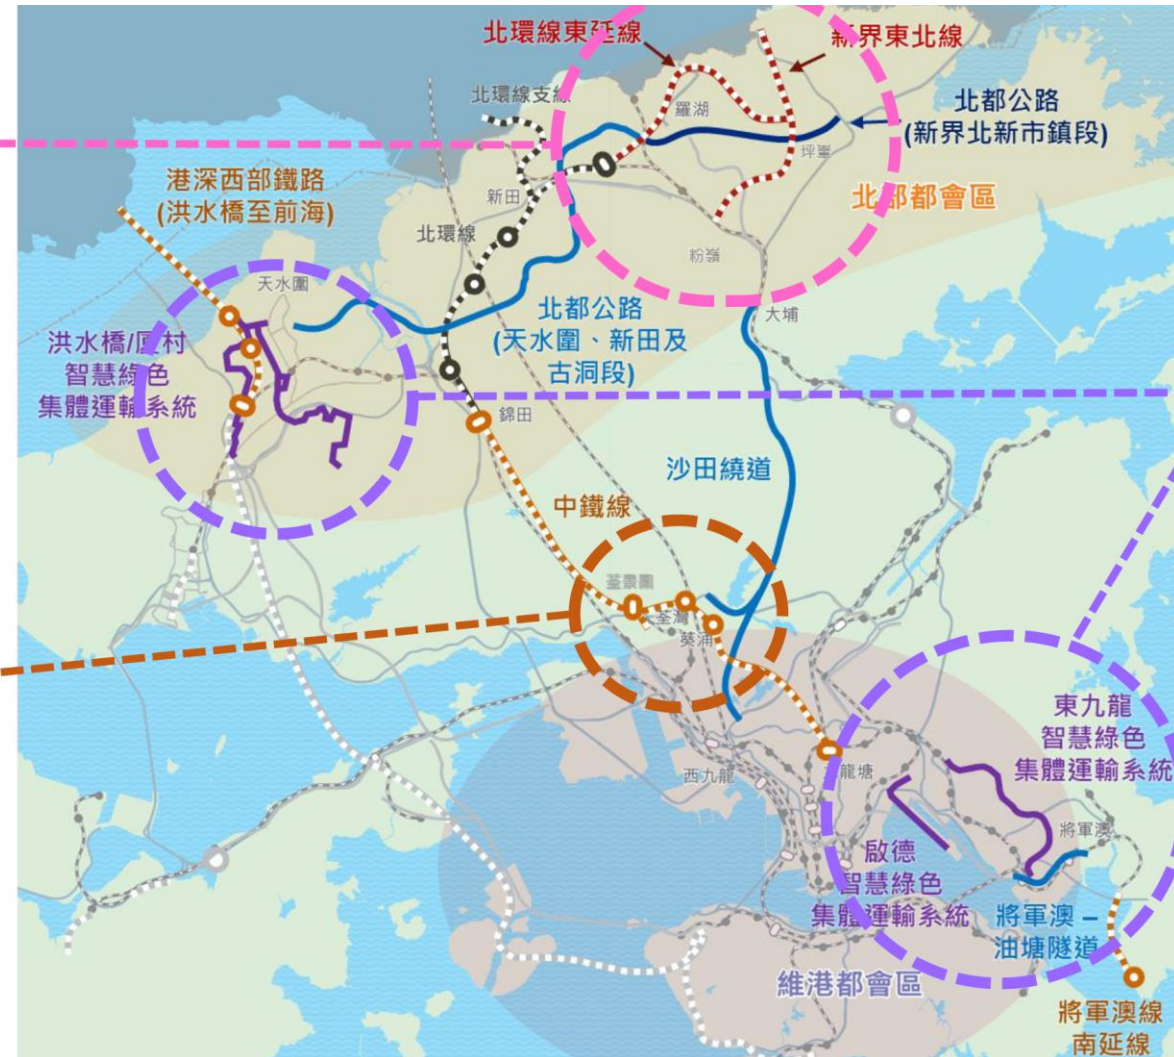 北環線東延線
新界東北線
北環線支線
羅湖
北都公路
(新界北新市鎮段)
坪輋
港深西部鐵路
(洪水橋至前海)
新田
北部都會區
北環線
粉嶺
天水圍
大埔
北都公路
(天水圍、新田及
古洞段)
洪水橋/厦村
智慧綠色
集體運輸系統
錦田
沙田繞道
中鐵線
荃景圍
荃灣
葵涌
東九龍
智慧綠色
集體運輸系統
西九龍
九龍塘
將軍澳
啟德
智慧綠色
集體運輸系統
將軍澳 –
油塘隧道
維港都會區
將軍澳線
南延線